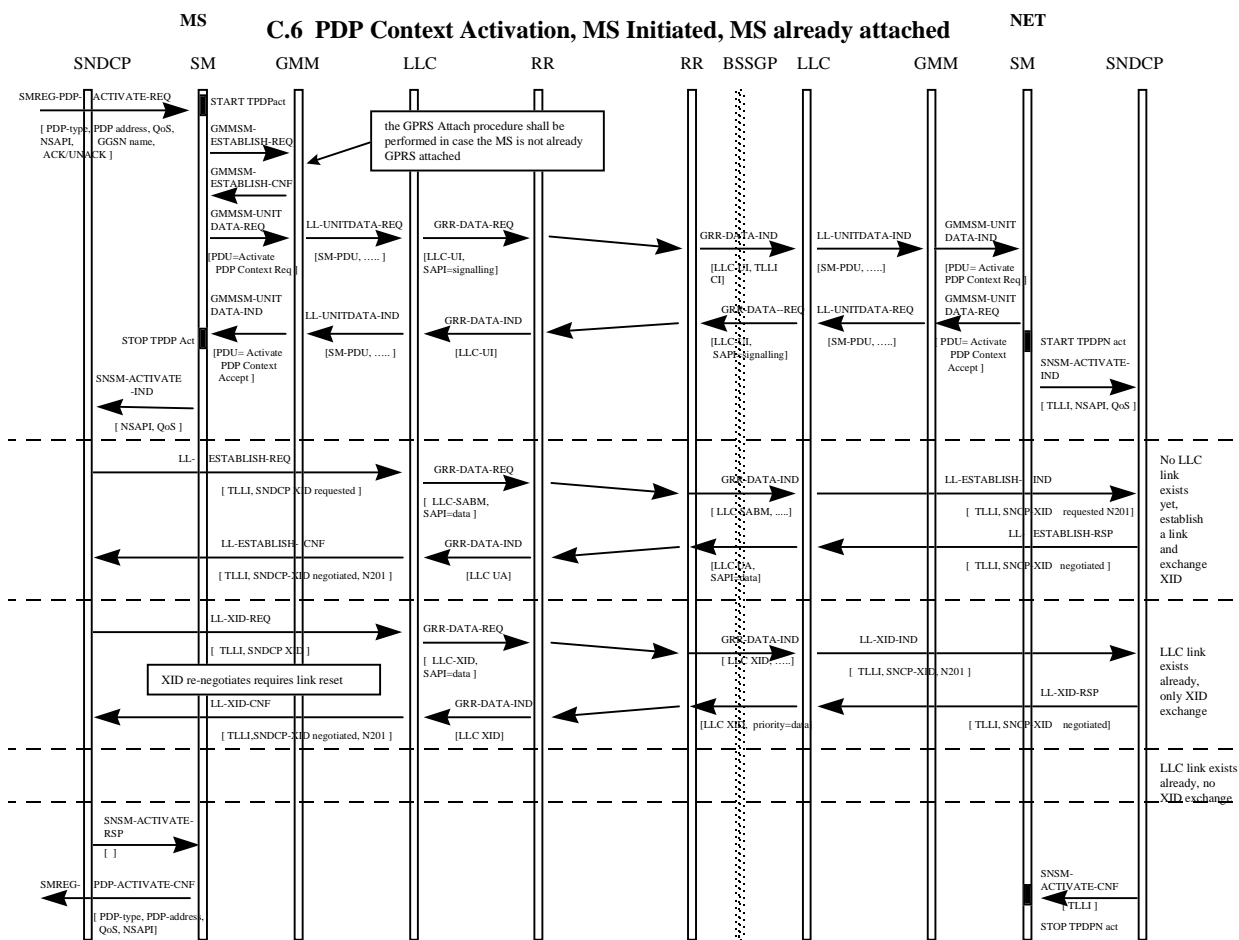 MS
NET
C.6 PDP Context Activation, MS Initiated, MS already attached
SNDCP SM GMM LLC RR RR BSSGP LLC GMM SM SNDCP
SMREG-PDP- ACTIVATE-REQ
START TPDPact
[ PDP-type, PDP address, QoS,
NSAPI, GGSN name,
ACK/UNACK ]
GMMSM-
ESTABLISH-REQ
the GPRS Attach procedure shall be
performed in case the MS is not already
GPRS attached
GMMSM-
ESTABLISH-CNF
GMMSM-UNIT
DATA-REQ
LL-UNITDATA-REQ
GRR-DATA-REQ
GRR-DATA-IND
LL-UNITDATA-IND
GMMSM-UNIT
DATA-IND
[PDU=Activate
PDP Context Req ]
[SM-PDU, ….. ]
[LLC-UI,
SAPI=signalling]
[LLC-UI, TLLI
CI]
[SM-PDU, …..]
[PDU= Activate
PDP Context Req ]
GMMSM-UNIT
DATA-IND
LL-UNITDATA-IND
GRR-DATA-IND
GRR-DATA--REQ
LL-UNITDATA-REQ
GMMSM-UNIT
DATA-REQ
STOP TPDP Act
[PDU= Activate
PDP Context
Accept ]
[SM-PDU, ….. ]
[LLC-UI]
[LLC-UI,
SAPI=signalling]
[SM-PDU, …..]
[ PDU= Activate
PDP Context
Accept ]
START TPDPN act
SNSM-ACTIVATE
-IND
SNSM-ACTIVATE-
IND
[ NSAPI, QoS ]
[ TLLI, NSAPI, QoS ]
LL- ESTABLISH-REQ
GRR-DATA-REQ
GRR-DATA-IND
LL-ESTABLISH- IND
[ TLLI, SNDCP XID requested ]
[ LLC-SABM,
SAPI=data ]
[ LLC-SABM, .....]
[ TLLI, SNCP-XID requested N201]
LL-ESTABLISH- CNF
GRR-DATA-IND
LL- ESTABLISH-RSP
[ TLLI, SNDCP-XID negotiated, N201 ]
[LLC UA]
[LLC UA,
SAPI=data]
[ TLLI, SNCP-XID negotiated ]
No LLC
link
exists
yet,
establish
a link
and
exchange
XID
LL-XID-REQ
GRR-DATA-REQ
GRR-DATA-IND
LL-XID-IND
[ TLLI, SNDCP XID ]
[ LLC-XID,
SAPI=data ]
[ LLC XID, …..]
[ TLLI, SNCP-XID, N201 ]
XID re-negotiates requires link reset
LL-XID-CNF
GRR-DATA-IND
LL-XID-RSP
[ TLLI,SNDCP-XID negotiated, N201 ]
[LLC XID]
[LLC XID, priority=data]
[ TLLI, SNCP-XID negotiated]
LLC link
exists
already,
only XID
exchange
LLC link exists
already, no
XID exchange
SNSM-ACTIVATE-
RSP
[ ]
SMREG- PDP-ACTIVATE-CNF
[ PDP-type, PDP-address,
QoS, NSAPI]
SNSM-
ACTIVATE-CNF
[ TLLI ]
STOP TPDPN act